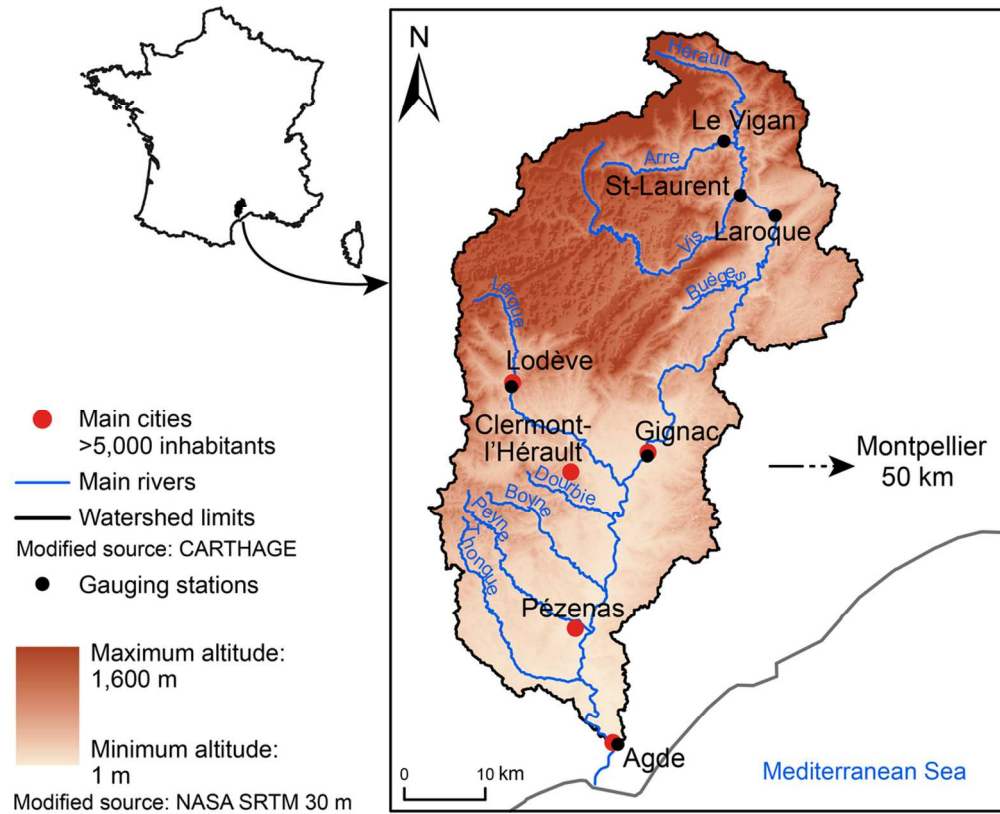 N
Hérault
Le Vigan
Arre
St-Laurent
Laroque
Vis
Buèges
Lergue
Lodève
Clermont-
l'Hérault
Gignac
Dourbie
Boyne
Peyne
Thongue
Pézenas
Montpellier
50 km
Agde
Mediterranean Sea
0 10 km
Main cities
>5,000 inhabitants
Main rivers
Watershed limits
Modified source: CARTHAGE
Gauging stations
Maximum altitude:
1,600 m
Minimum altitude:
1 m
Modified source: NASA SRTM 30 m